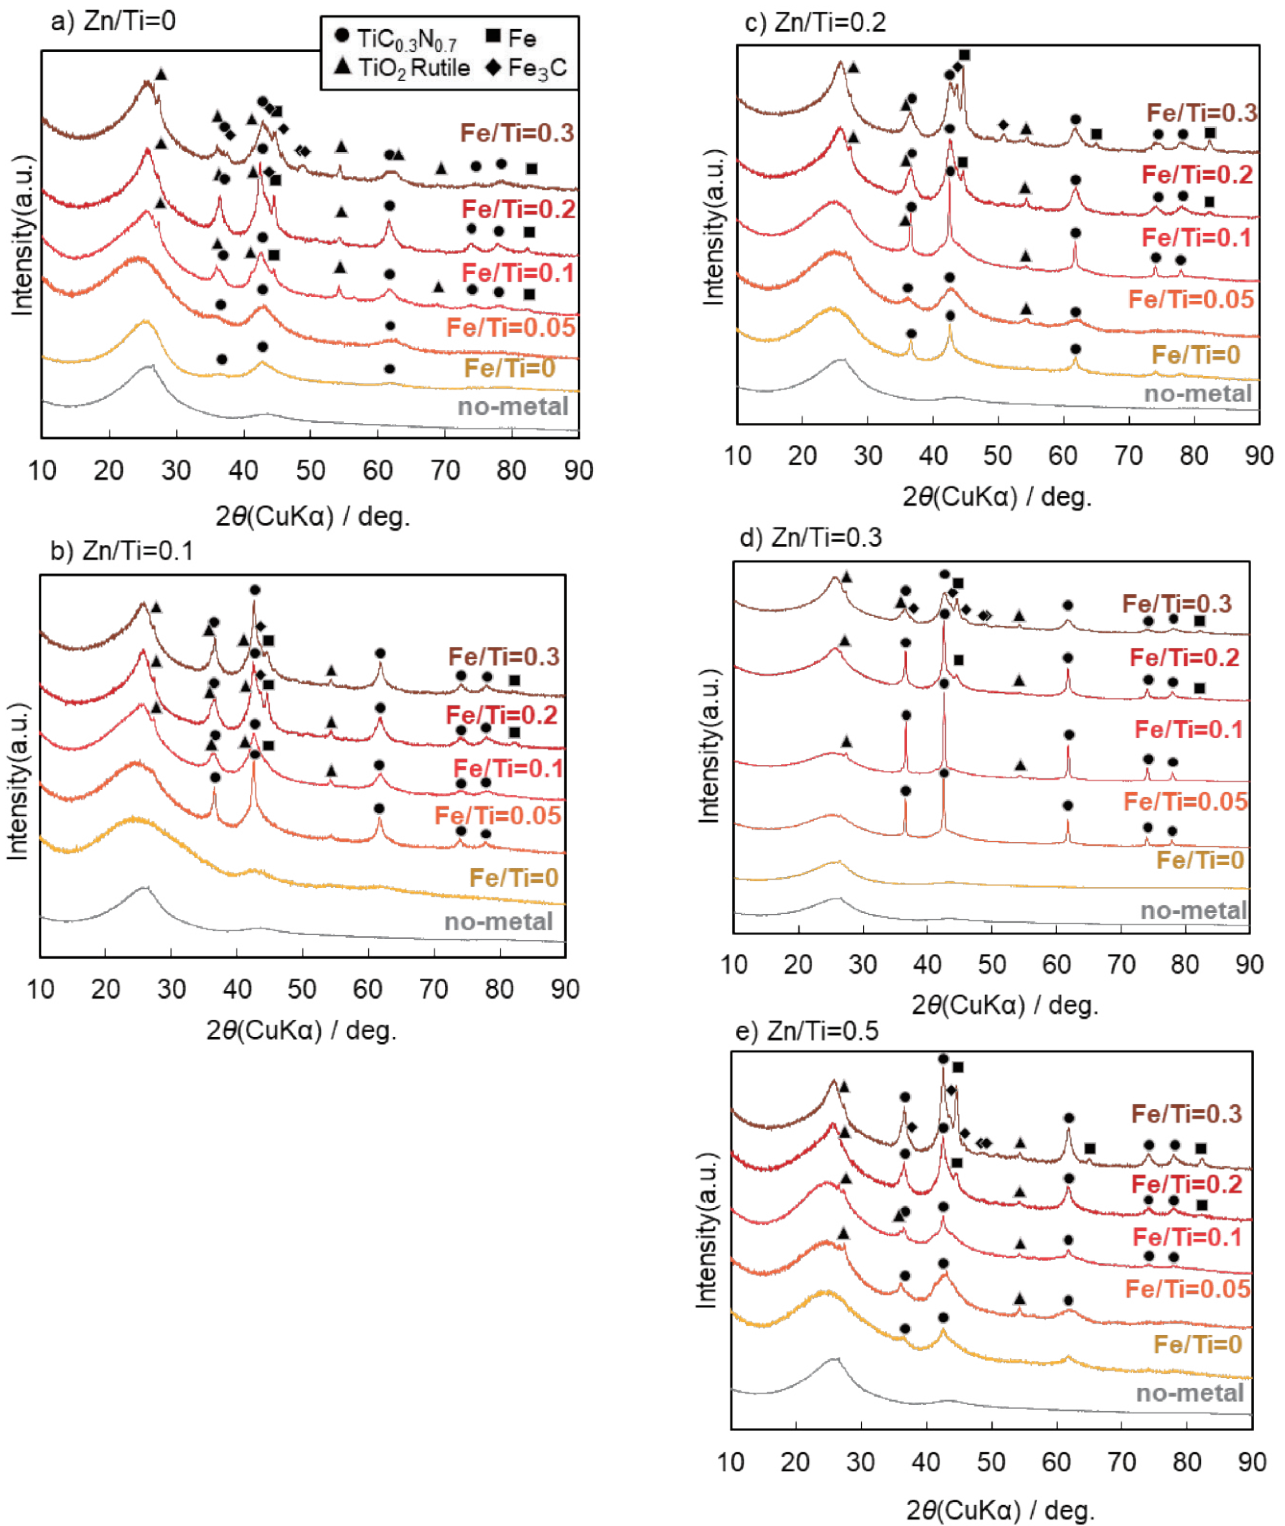 a) Zn/Ti=0
● TiC0.3N0.7 ■ Fe
▲ TiO2 Rutile ◆ Fe3C
Intensity(a.u.)
Fe/Ti=0.3
Fe/Ti=0.2
Fe/Ti=0.1
Fe/Ti=0.05
Fe/Ti=0
no-metal
10 20 30 40 50 60 70 80 90
2θ(CuKα) / deg.
b) Zn/Ti=0.1
Intensity(a.u.)
Fe/Ti=0.3
Fe/Ti=0.2
Fe/Ti=0.1
Fe/Ti=0.05
Fe/Ti=0
no-metal
10 20 30 40 50 60 70 80 90
2θ(CuKα) / deg.
c) Zn/Ti=0.2
Intensity(a.u.)
Fe/Ti=0.3
Fe/Ti=0.2
Fe/Ti=0.1
Fe/Ti=0.05
Fe/Ti=0
no-metal
10 20 30 40 50 60 70 80 90
2θ(CuKα) / deg.
d) Zn/Ti=0.3
Intensity(a.u.)
Fe/Ti=0.3
Fe/Ti=0.2
Fe/Ti=0.1
Fe/Ti=0.05
Fe/Ti=0
no-metal
10 20 30 40 50 60 70 80 90
2θ(CuKα) / deg.
e) Zn/Ti=0.5
Intensity(a.u.)
Fe/Ti=0.3
Fe/Ti=0.2
Fe/Ti=0.1
Fe/Ti=0.05
Fe/Ti=0
no-metal
10 20 30 40 50 60 70 80 90
2θ(CuKα) / deg.